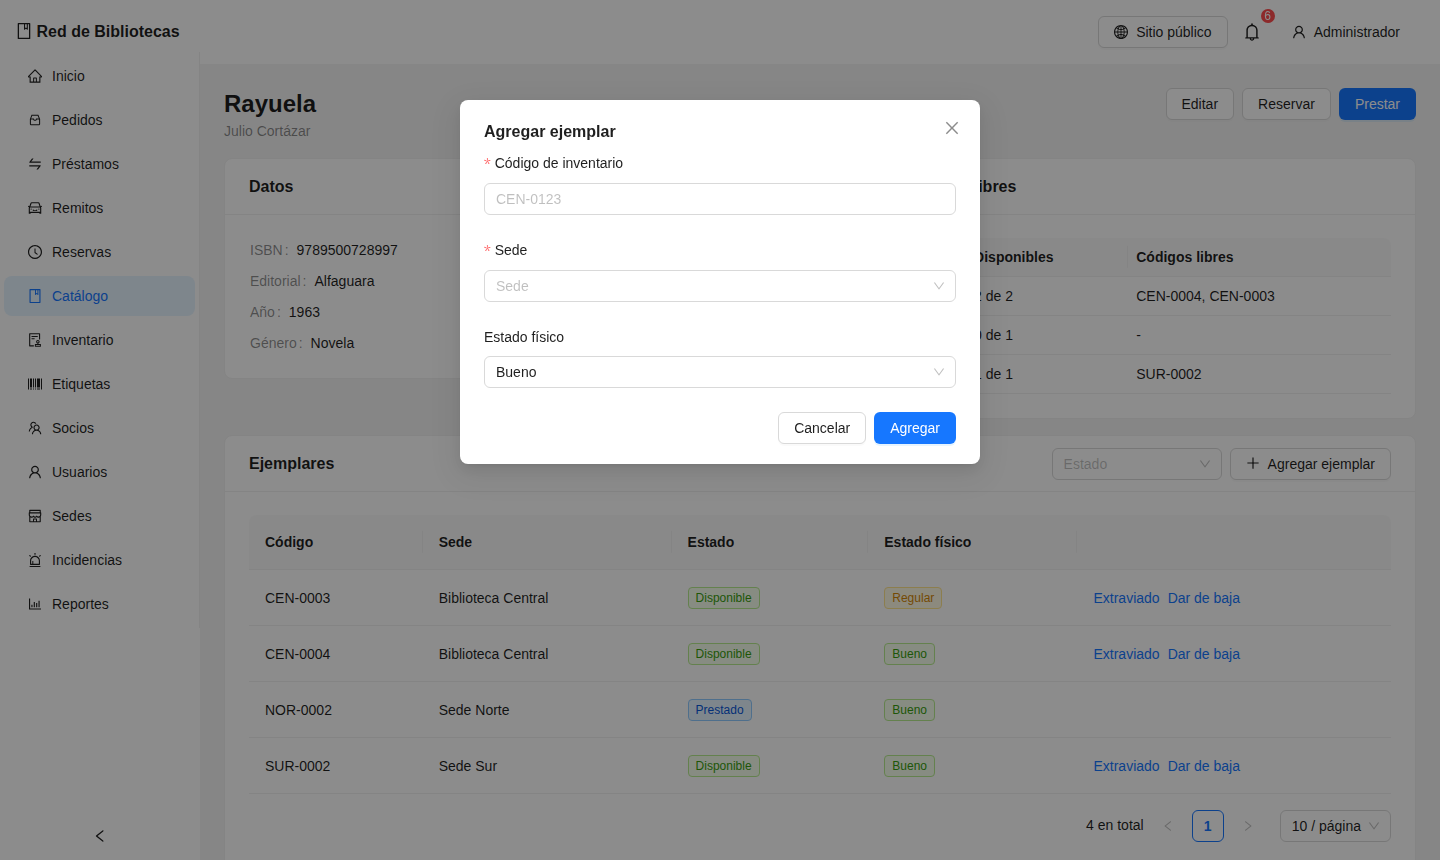 Red de Bibliotecas
Sitio público
6
Administrador
Inicio
Pedidos
Préstamos
Remitos
Reservas
Catálogo
Inventario
Etiquetas
Socios
Usuarios
Sedes
Incidencias
Reportes
Rayuela
Julio Cortázar
Editar
Reservar
Prestar
Datos
ISBN: 9789500728997
Editorial: Alfaguara
Año: 1963
Género: Novela
Agregar ejemplar
* Código de inventario
CEN-0123
* Sede
Sede
Estado físico
Bueno
Cancelar
Agregar
Disponibles Códigos libres
de 2 CEN-0004, CEN-0003
de 1 -
de 1 SUR-0002
Ejemplares
Estado
Agregar ejemplar
Código Sede Estado Estado físico
CEN-0003 Biblioteca Central Disponible Regular Extraviado Dar de baja
CEN-0004 Biblioteca Central Disponible Bueno Extraviado Dar de baja
NOR-0002 Sede Norte Prestado Bueno
SUR-0002 Sede Sur Disponible Bueno Extraviado Dar de baja
4 en total
1
10 / página